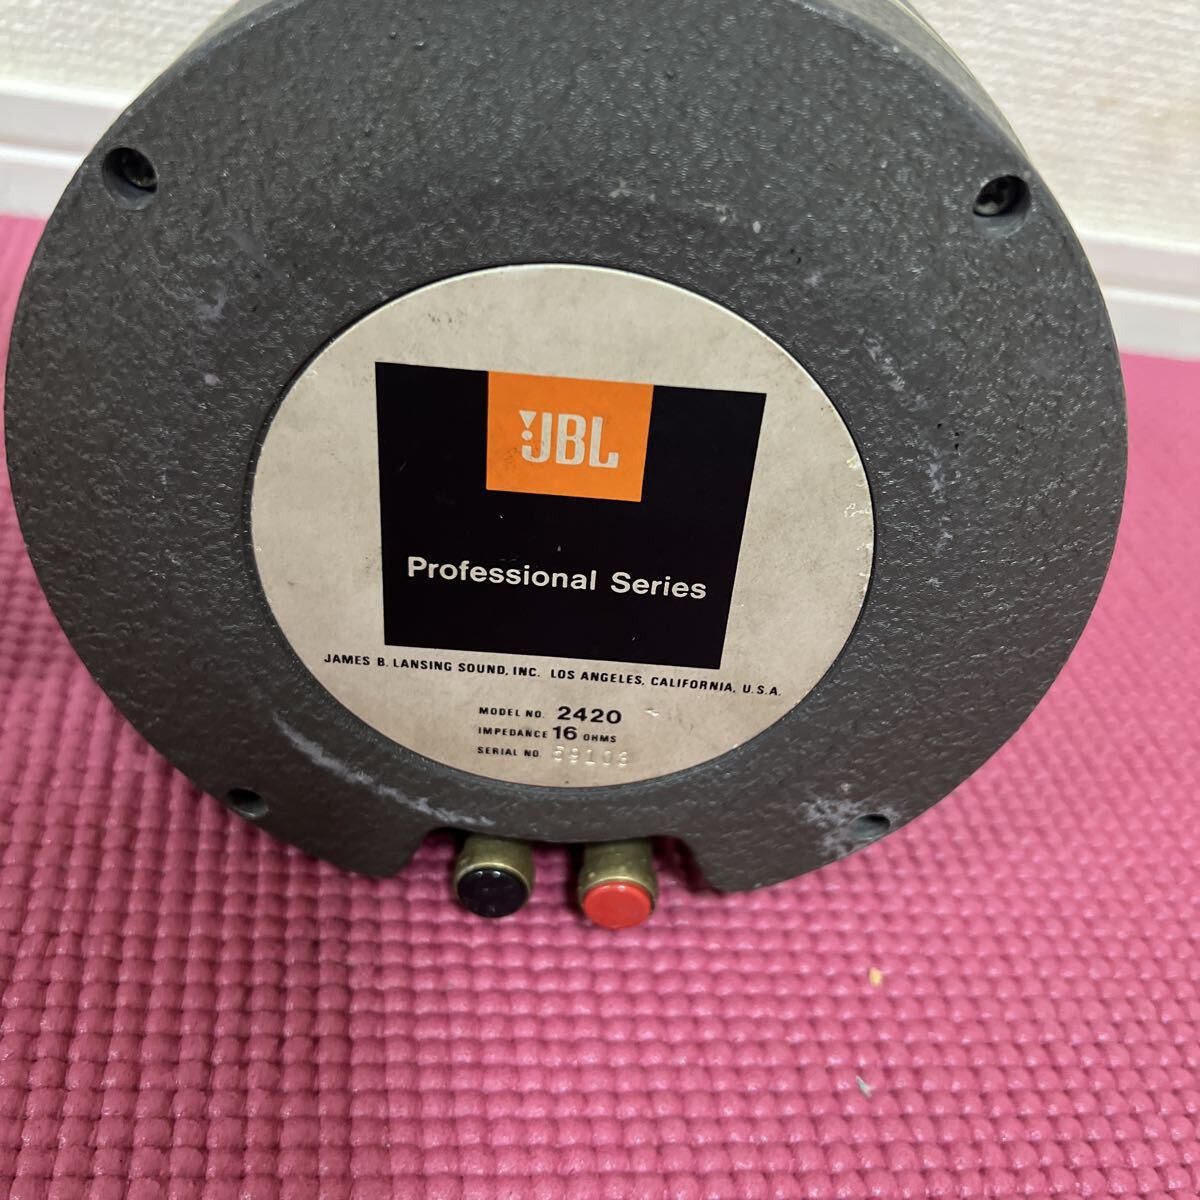 JBL
Professional Series
JAMES B. LANSING SOUND, INC. LOS ANGELES, CALIFORNIA, U.S.A.
MODEL NO. 2420
IMPEDANCE 16 OHMS
SERIAL NO.